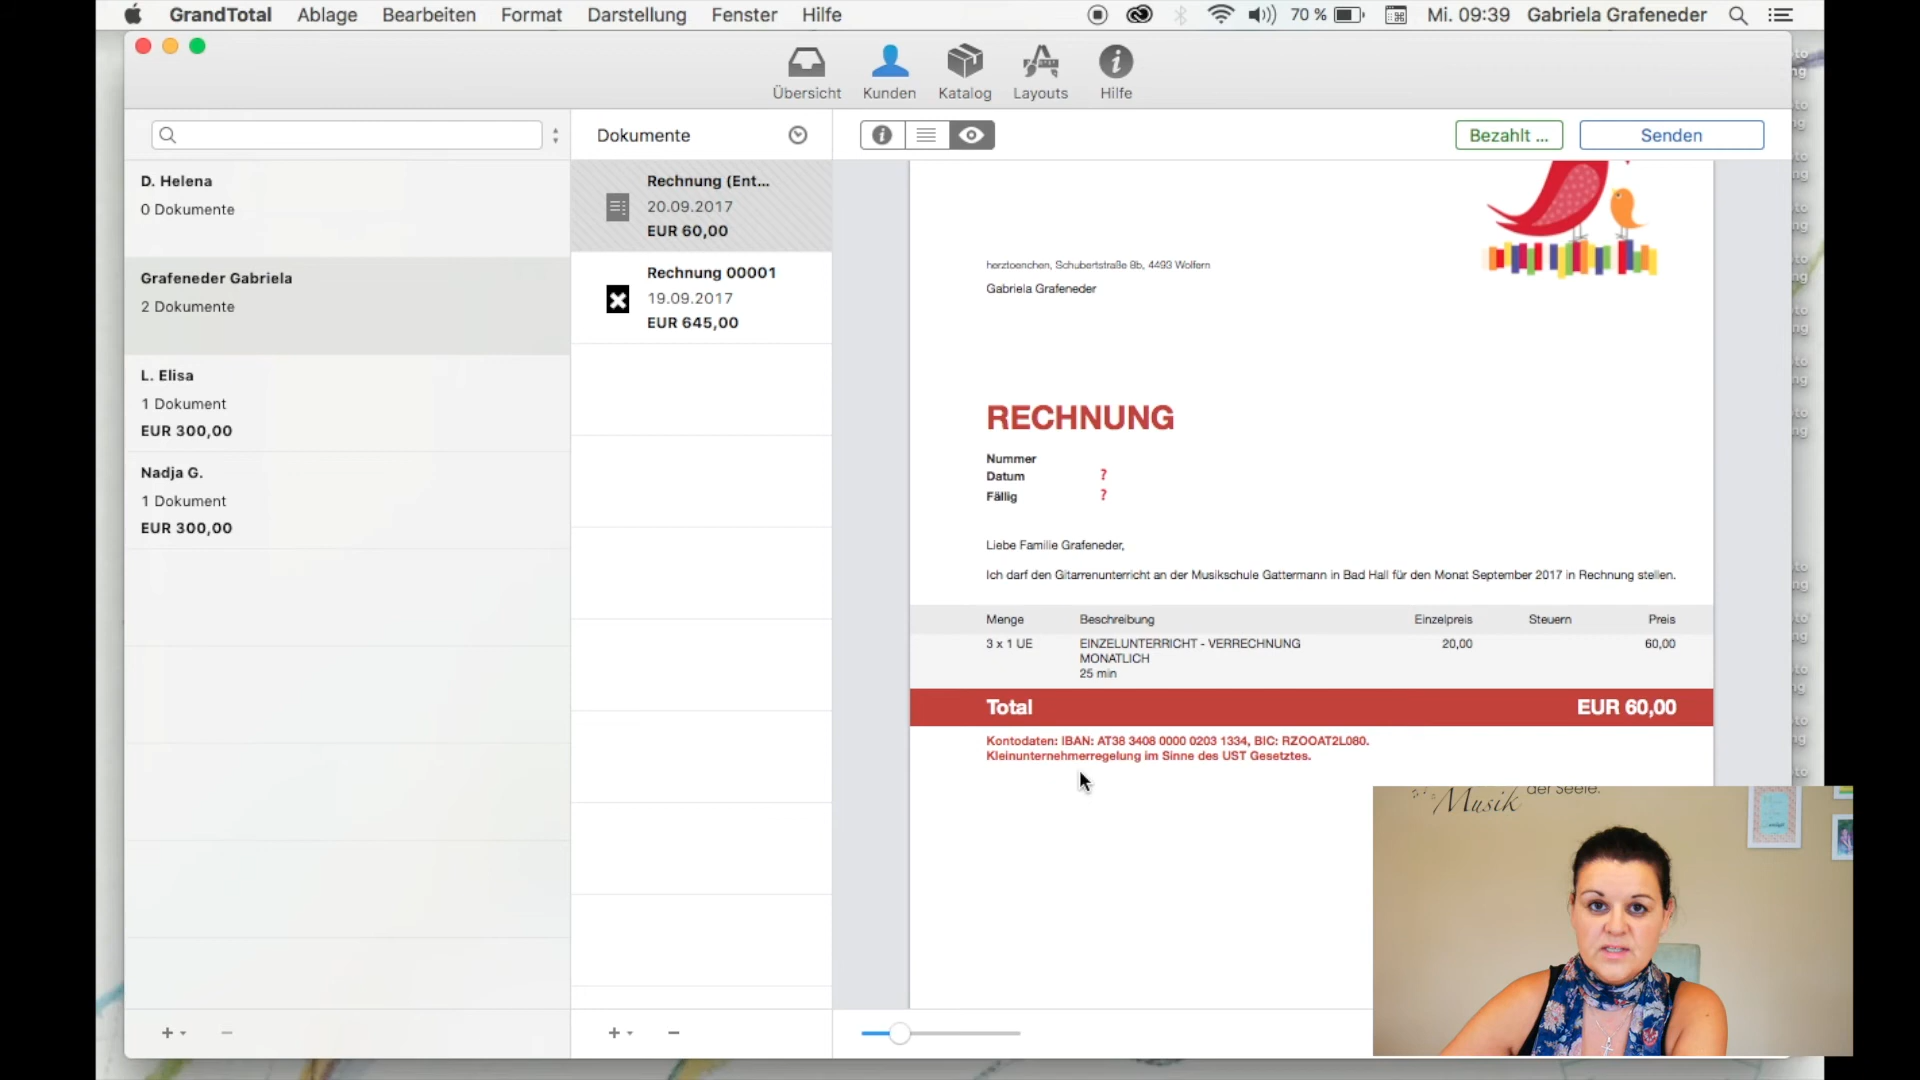 GrandTotal Ablage Bearbeiten Format Darstellung Fenster Hilfe 70 % Mi. 09:39 Gabriela Grafeneder
Übersicht Kunden Katalog Layouts Hilfe
Dokumente
Bezahlt ... Senden
D. Helena
0 Dokumente
Grafeneder Gabriela
2 Dokumente
L. Elisa
1 Dokument
EUR 300,00
Nadja G.
1 Dokument
EUR 300,00
Rechnung (Ent...
20.09.2017
EUR 60,00
Rechnung 00001
19.09.2017
EUR 645,00
herztoenchen, Schubertstraße 8b, 4493 Wolfern
Gabriela Grafeneder
RECHNUNG
Nummer
Datum ?
Fällig ?
Liebe Familie Grafeneder,
Ich darf den Gitarrenunterricht an der Musikschule Gattermann in Bad Hall für den Monat September 2017 in Rechnung stellen.
Menge Beschreibung Einzelpreis Steuern Preis
3 x 1 UE EINZELUNTERRICHT - VERRECHNUNG 20,00 60,00
MONATLICH
25 min
Total EUR 60,00
Kontodaten: IBAN: AT38 3408 0000 0203 1334, BIC: RZOOAT2L080.
Kleinunternehmerregelung im Sinne des UST Gesetztes.
Musik der Seele.